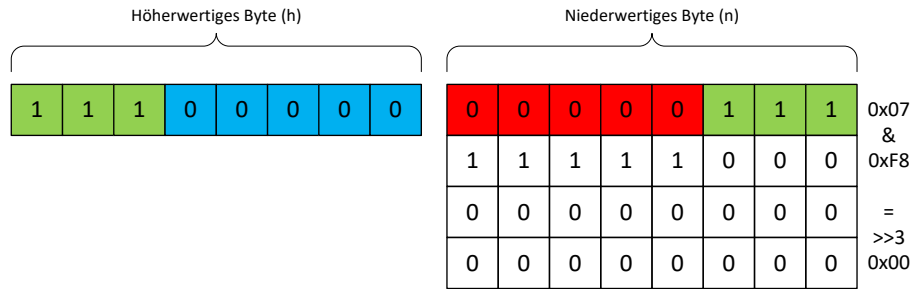 Höherwertiges Byte (h) Niederwertiges Byte (n)
1 1 1 0 0 0 0 0 0 0 0 0 0 1 1 1 0x07
&
1 1 1 1 1 0 0 0 0xF8
0 0 0 0 0 0 0 0 =
>>3
0 0 0 0 0 0 0 0 0x00